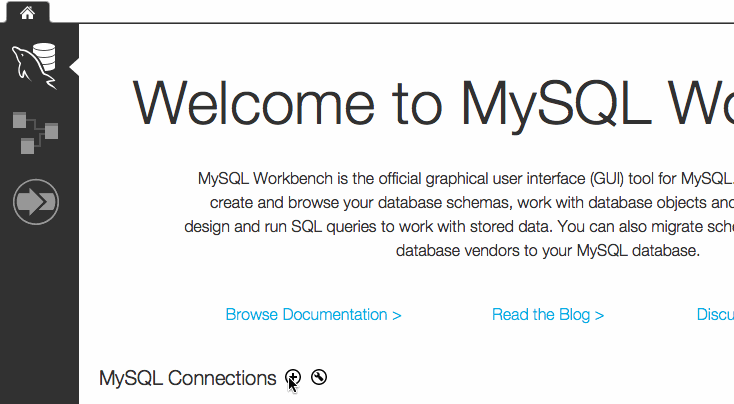 Welcome to MySQL Wo
MySQL Workbench is the official graphical user interface (GUI) tool for MySQL.
create and browse your database schemas, work with database objects and
design and run SQL queries to work with stored data. You can also migrate sche
database vendors to your MySQL database.
Browse Documentation > Read the Blog > Discu
MySQL Connections